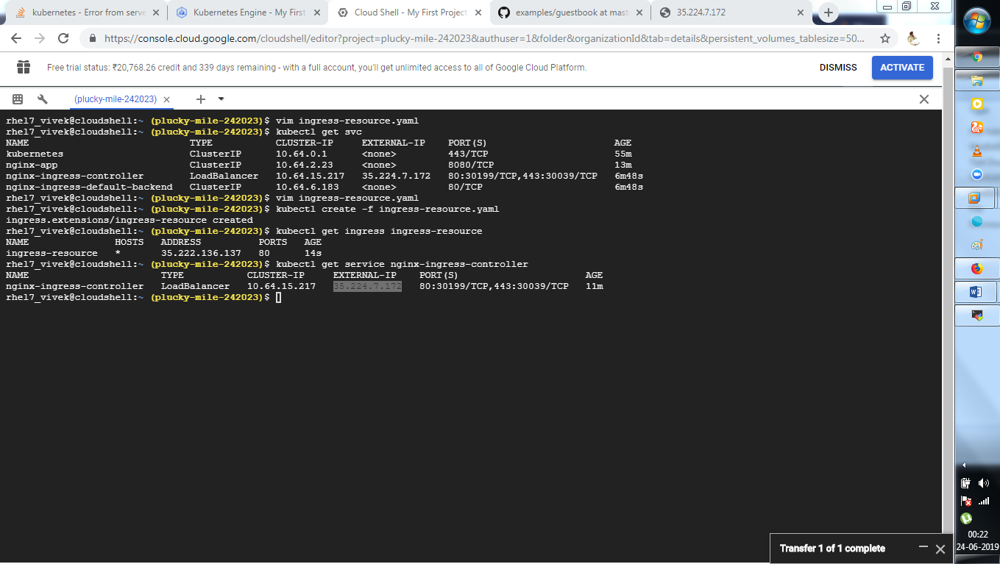 kubernetes - Error from serve
Kubernetes Engine - My First
Cloud Shell - My First Project
examples/guestbook at mast
35.224.7.172
https://console.cloud.google.com/cloudshell/editor?project=plucky-mile-242023&authuser=1&folder&organizationId&tab=details&persistent_volumes_tablesize=50...
Free trial status: ₹20,768.26 credit and 339 days remaining - with a full account, you'll get unlimited access to all of Google Cloud Platform.
DISMISS
ACTIVATE
(plucky-mile-242023)
rhel7_vivek@cloudshell:~ (plucky-mile-242023)$ vim ingress-resource.yaml
rhel7_vivek@cloudshell:~ (plucky-mile-242023)$ kubectl get svc
NAME TYPE CLUSTER-IP EXTERNAL-IP PORT(S) AGE
kubernetes ClusterIP 10.64.0.1 <none> 443/TCP 55m
nginx-app ClusterIP 10.64.2.23 <none> 8080/TCP 13m
nginx-ingress-controller LoadBalancer 10.64.15.217 35.224.7.172 80:30199/TCP,443:30039/TCP 6m48s
nginx-ingress-default-backend ClusterIP 10.64.6.183 <none> 80/TCP 6m48s
rhel7_vivek@cloudshell:~ (plucky-mile-242023)$ vim ingress-resource.yaml
rhel7_vivek@cloudshell:~ (plucky-mile-242023)$ kubectl create -f ingress-resource.yaml
ingress.extensions/ingress-resource created
rhel7_vivek@cloudshell:~ (plucky-mile-242023)$ kubectl get ingress ingress-resource
NAME HOSTS ADDRESS PORTS AGE
ingress-resource * 35.222.136.137 80 14s
rhel7_vivek@cloudshell:~ (plucky-mile-242023)$ kubectl get service nginx-ingress-controller
NAME TYPE CLUSTER-IP EXTERNAL-IP PORT(S) AGE
nginx-ingress-controller LoadBalancer 10.64.15.217 35.224.7.172 80:30199/TCP,443:30039/TCP 11m
rhel7_vivek@cloudshell:~ (plucky-mile-242023)$
Transfer 1 of 1 complete
00:22
24-06-2019